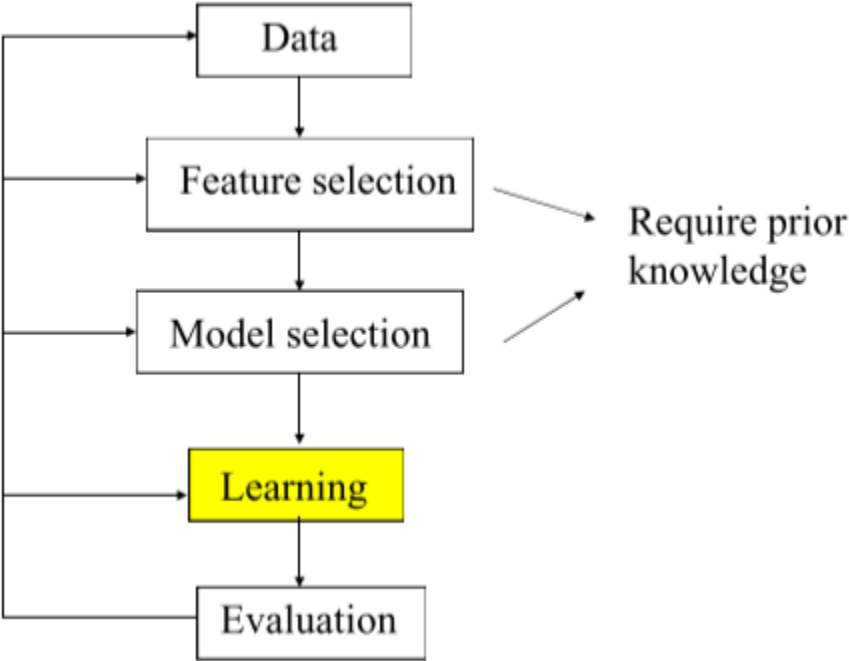 Data
Feature selection
Require prior
knowledge
Model selection
Learning
Evaluation